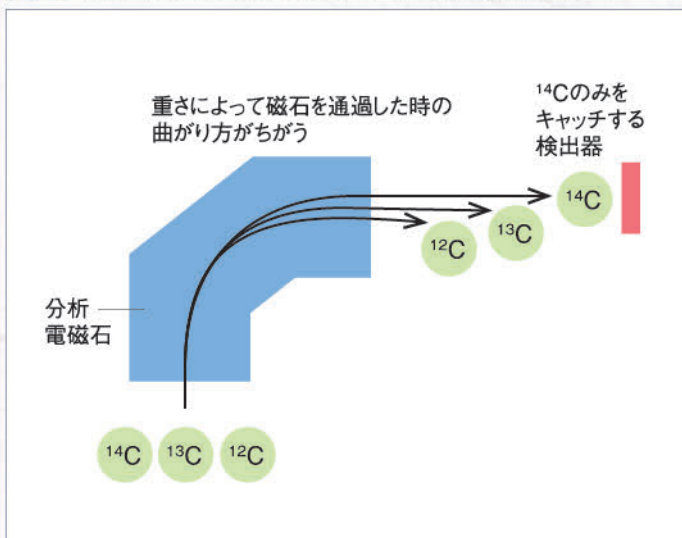 重さによって磁石を通過した時の
曲がり方がちがう
¹⁴Cのみを
キャッチする
検出器
¹⁴C
¹³C
¹²C
分析
電磁石
¹⁴C ¹³C ¹²C